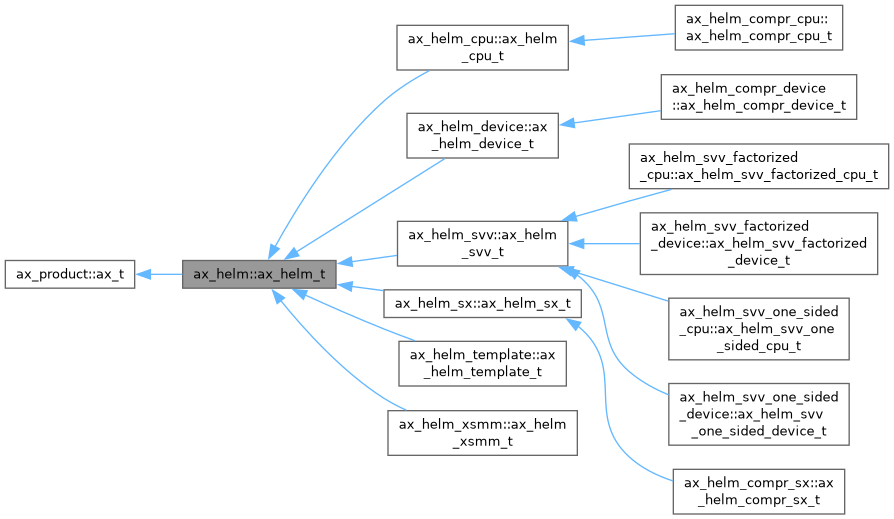 ax_product::ax_t
ax_helm::ax_helm_t
ax_helm_cpu::ax_helm
_cpu_t
ax_helm_device::ax
_helm_device_t
ax_helm_svv::ax_helm
_svv_t
ax_helm_sx::ax_helm_sx_t
ax_helm_template::ax
_helm_template_t
ax_helm_xsmm::ax_helm
_xsmm_t
ax_helm_compr_cpu::
ax_helm_compr_cpu_t
ax_helm_compr_device
::ax_helm_compr_device_t
ax_helm_svv_factorized
_cpu::ax_helm_svv_factorized_cpu_t
ax_helm_svv_factorized
_device::ax_helm_svv_factorized
_device_t
ax_helm_svv_one_sided
_cpu::ax_helm_svv_one
_sided_cpu_t
ax_helm_svv_one_sided
_device::ax_helm_svv
_one_sided_device_t
ax_helm_compr_sx::ax
_helm_compr_sx_t